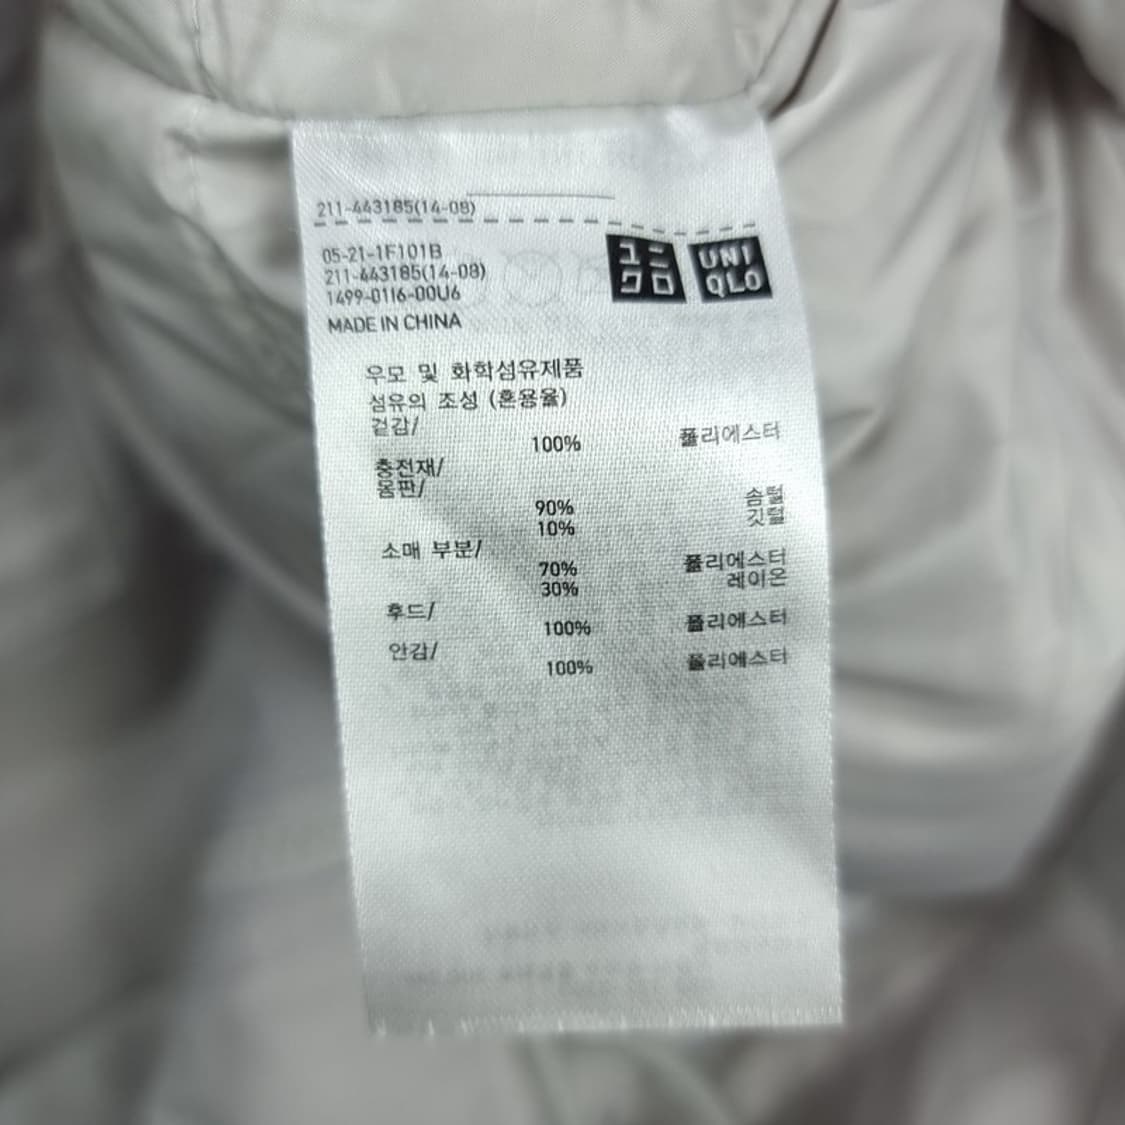 211-443185(14-08)
05-21-1F101B
211-443185(14-08)
1499-0116-00U6
MADE IN CHINA
ユニ
クロ
UNI
QLO
우모 및 화학섬유제품
섬유의 조성 (혼용율)
겉감/
100% 폴리에스터
충전재/
몸판/
90% 솜털
10% 깃털
소매 부분/
70% 폴리에스터
30% 레이온
후드/
100% 폴리에스터
안감/
100% 폴리에스터